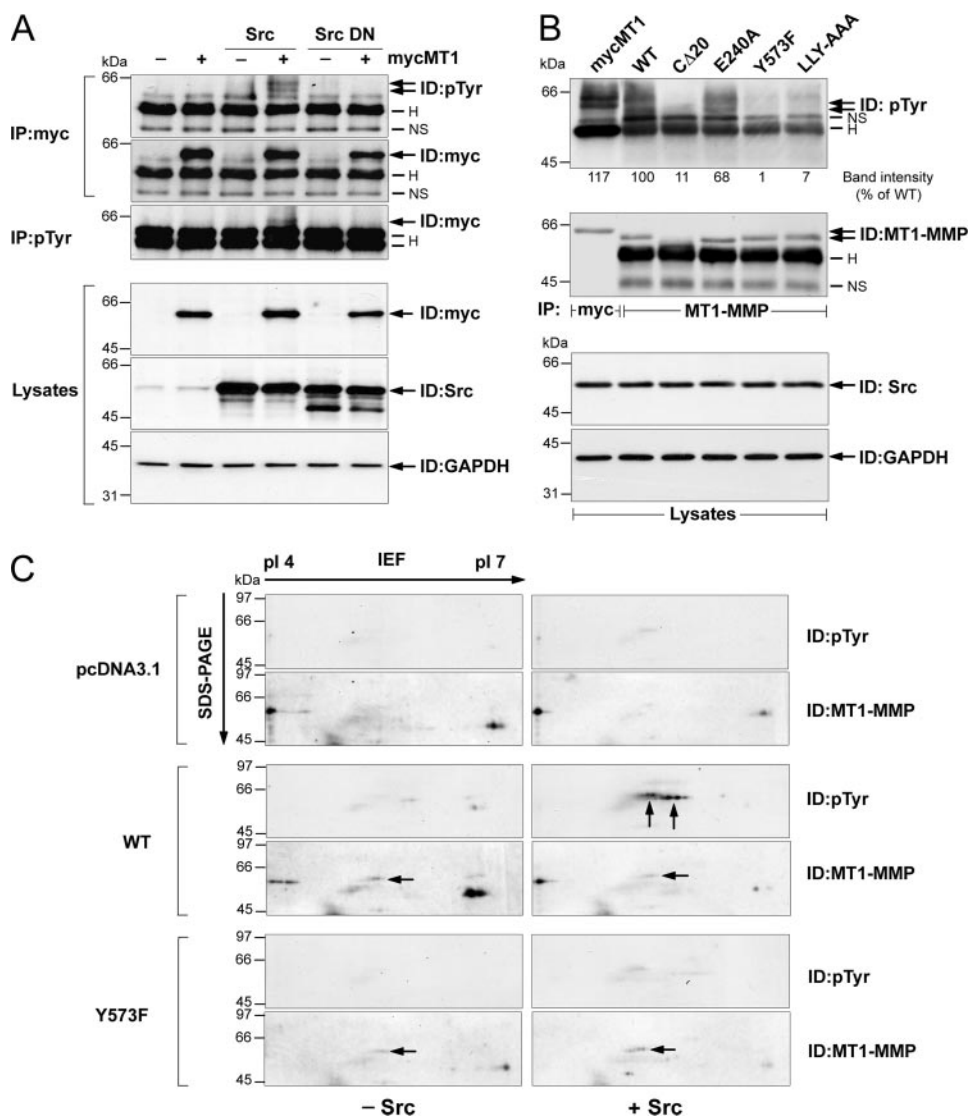 A
Src
Src DN
– + – + – + mycMT1
kDa
66
ID:pTyr
H
NS
IP:myc
66
ID:myc
H
NS
66
IP:pTyr
ID:myc
H
66
ID:myc
45
66
Lysates
ID:Src
45
45
ID:GAPDH
31
B
mycMT1 WT CΔ20 E240A Y573F LLY-AAA
kDa
66
ID: pTyr
NS
H
45
117 100 11 68 1 7 Band intensity
(% of WT)
66
ID:MT1-MMP
H
45
NS
IP: myc MT1-MMP
kDa
66
ID: Src
45
45
ID:GAPDH
31
Lysates
C
pI 4 IEF pI 7
kDa
SDS-PAGE
97
66
45
ID:pTyr
pcDNA3.1
97
66
45
ID:MT1-MMP
97
66
45
ID:pTyr
WT
97
66
45
ID:MT1-MMP
97
66
45
ID:pTyr
Y573F
97
66
45
ID:MT1-MMP
– Src + Src